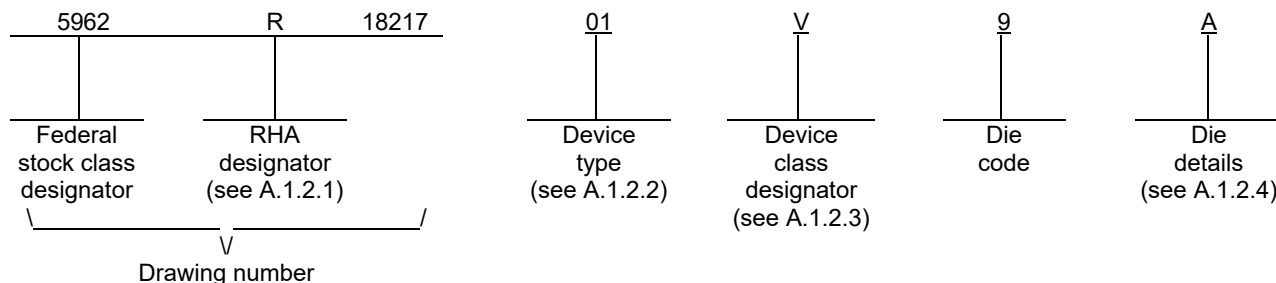 5962 R 18217 01 V 9 A
Federal stock class designator
RHA designator (see A.1.2.1)
Device type (see A.1.2.2)
Device class designator (see A.1.2.3)
Die code
Die details (see A.1.2.4)
\ /
\/
Drawing number